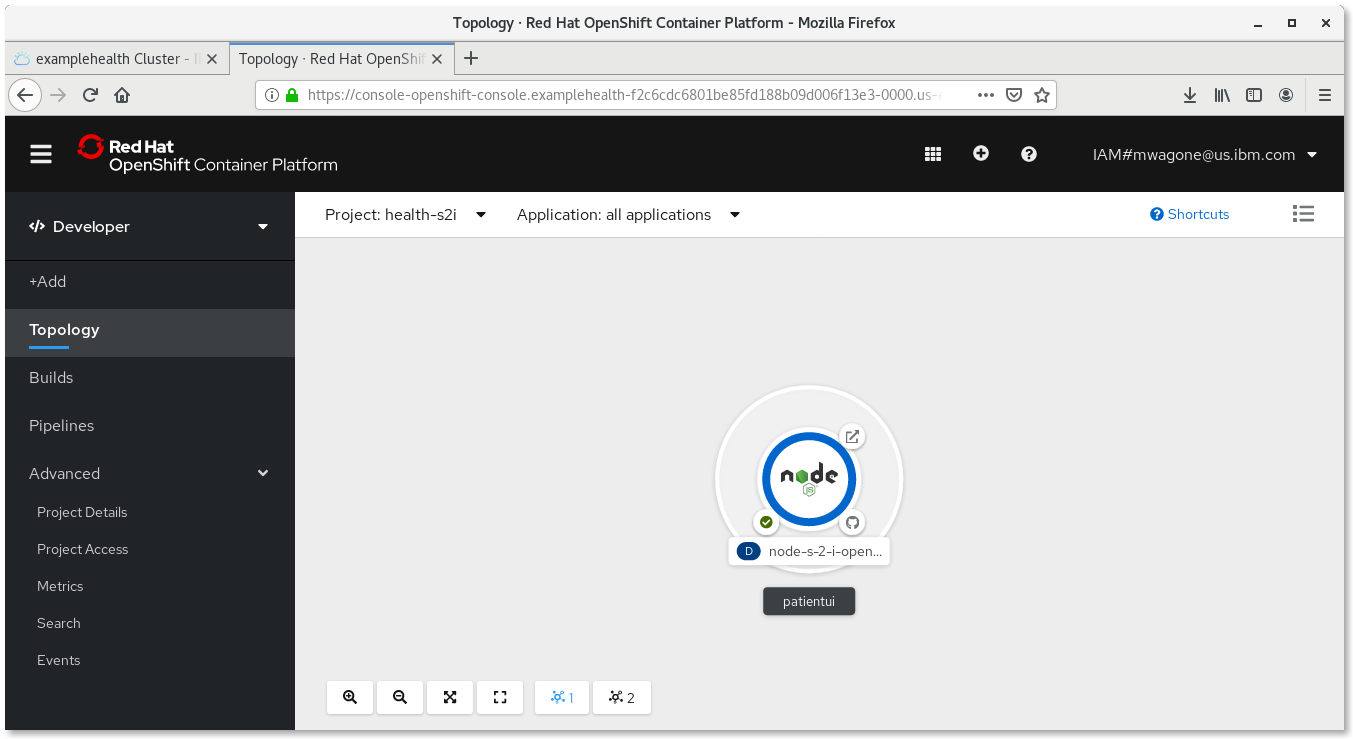 Topology · Red Hat OpenShift Container Platform - Mozilla Firefox
examplehealth Cluster -
Topology · Red Hat OpenShif
https://console-openshift-console.examplehealth-f2c6cdc6801be85fd188b09d006f13e3-0000.us-
Red Hat
OpenShift Container Platform
IAM#mwagone@us.ibm.com
Developer
Project: health-s2i
Application: all applications
Shortcuts
+Add
Topology
Builds
Pipelines
Advanced
Project Details
Project Access
Metrics
Search
Events
node
JS
D node-s-2-i-open...
patientui
1
2